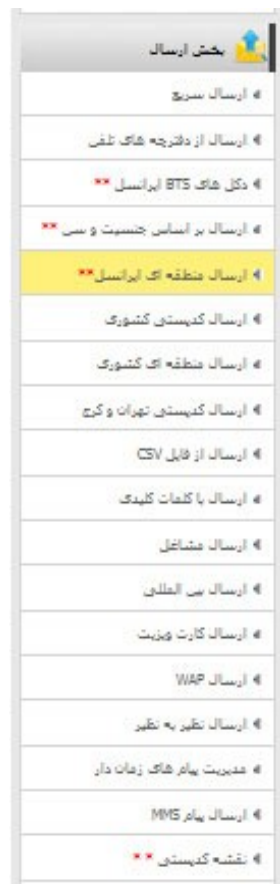 بخش ارسال
ارسال سریع
ارسال از دفترچه های تلفن
دکل های BTS ایرانسل **
ارسال بر اساس جنسیت و سن **
ارسال منطقه ای ایرانسل**
ارسال کدپستی کشوری
ارسال منطقه ای کشوری
ارسال کدپستی تهران و کرج
ارسال از فایل CSV
ارسال با کلمات کلیدی
ارسال مشاغل
ارسال بین المللی
ارسال کارت ویزیت
ارسال WAP
ارسال نظیر به نظیر
مدیریت پیام های زمان دار
ارسال پیام MMS
نقشه کدپستی * *